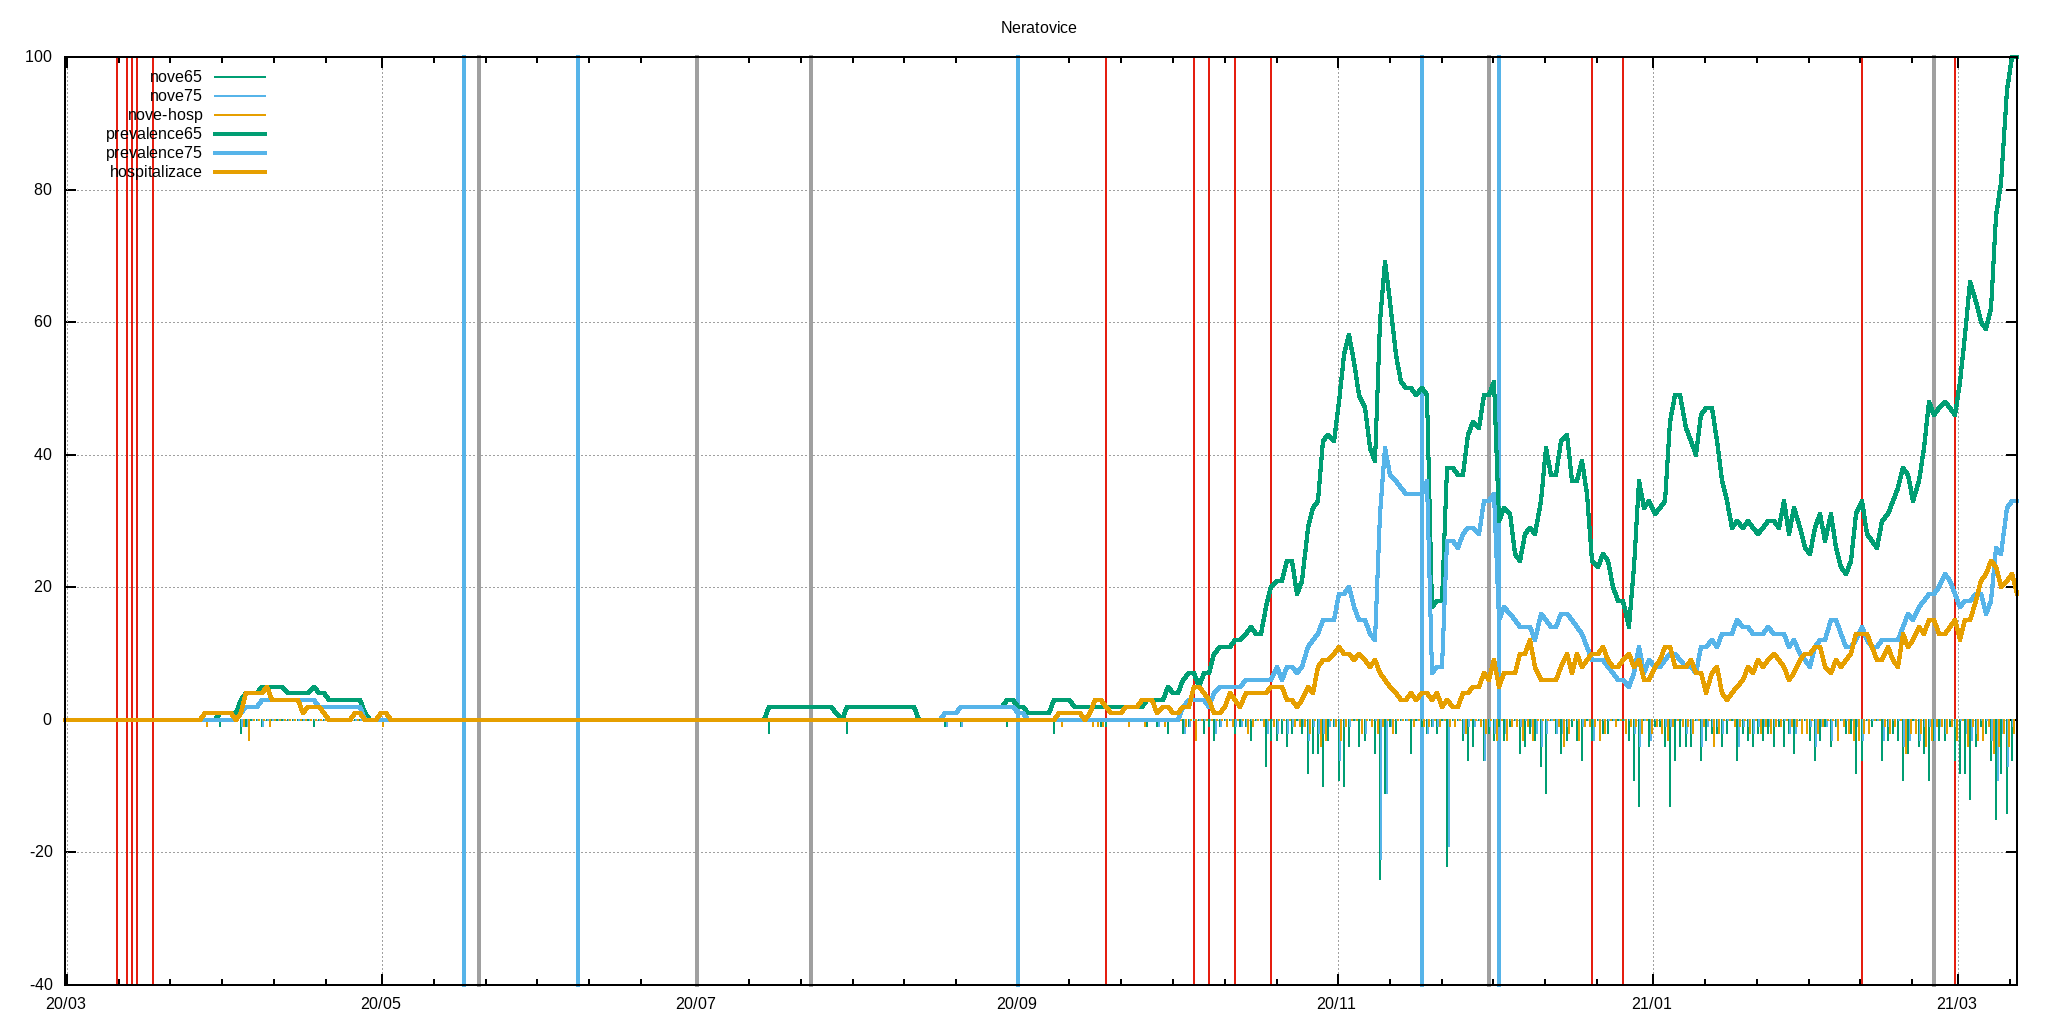 Neratovice
100
nove65
nove75
nove-hosp
prevalence65
prevalence75
hospitalizace
80
60
40
20
0
-20
-40
20/03 20/05 20/07 20/09 20/11 21/01 21/03